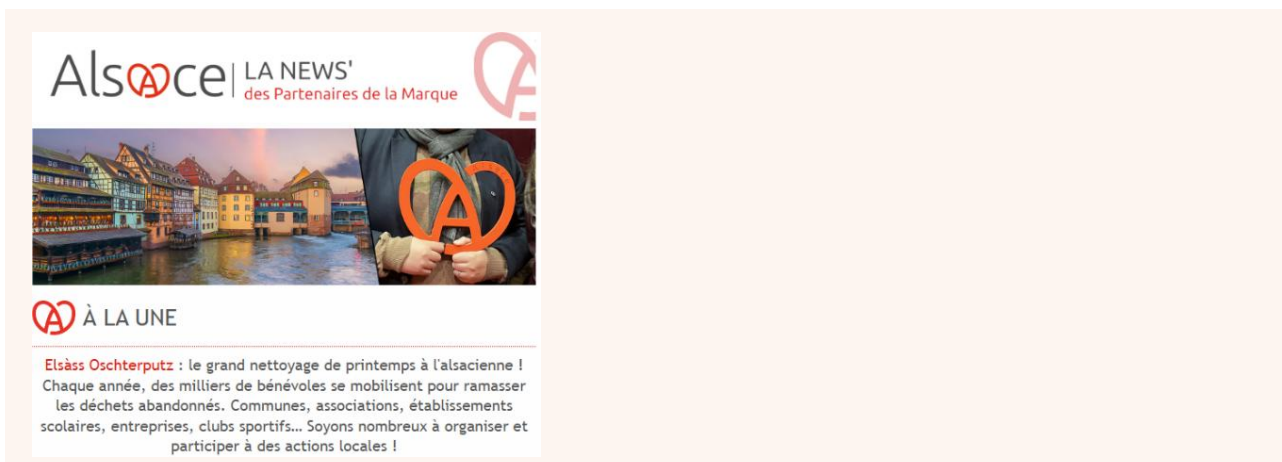 Alsace
LA NEWS'
des Partenaires de la Marque
À LA UNE
Elsàss Oschterputz : le grand nettoyage de printemps à l'alsacienne !
Chaque année, des milliers de bénévoles se mobilisent pour ramasser
les déchets abandonnés. Communes, associations, établissements
scolaires, entreprises, clubs sportifs... Soyons nombreux à organiser et
participer à des actions locales !